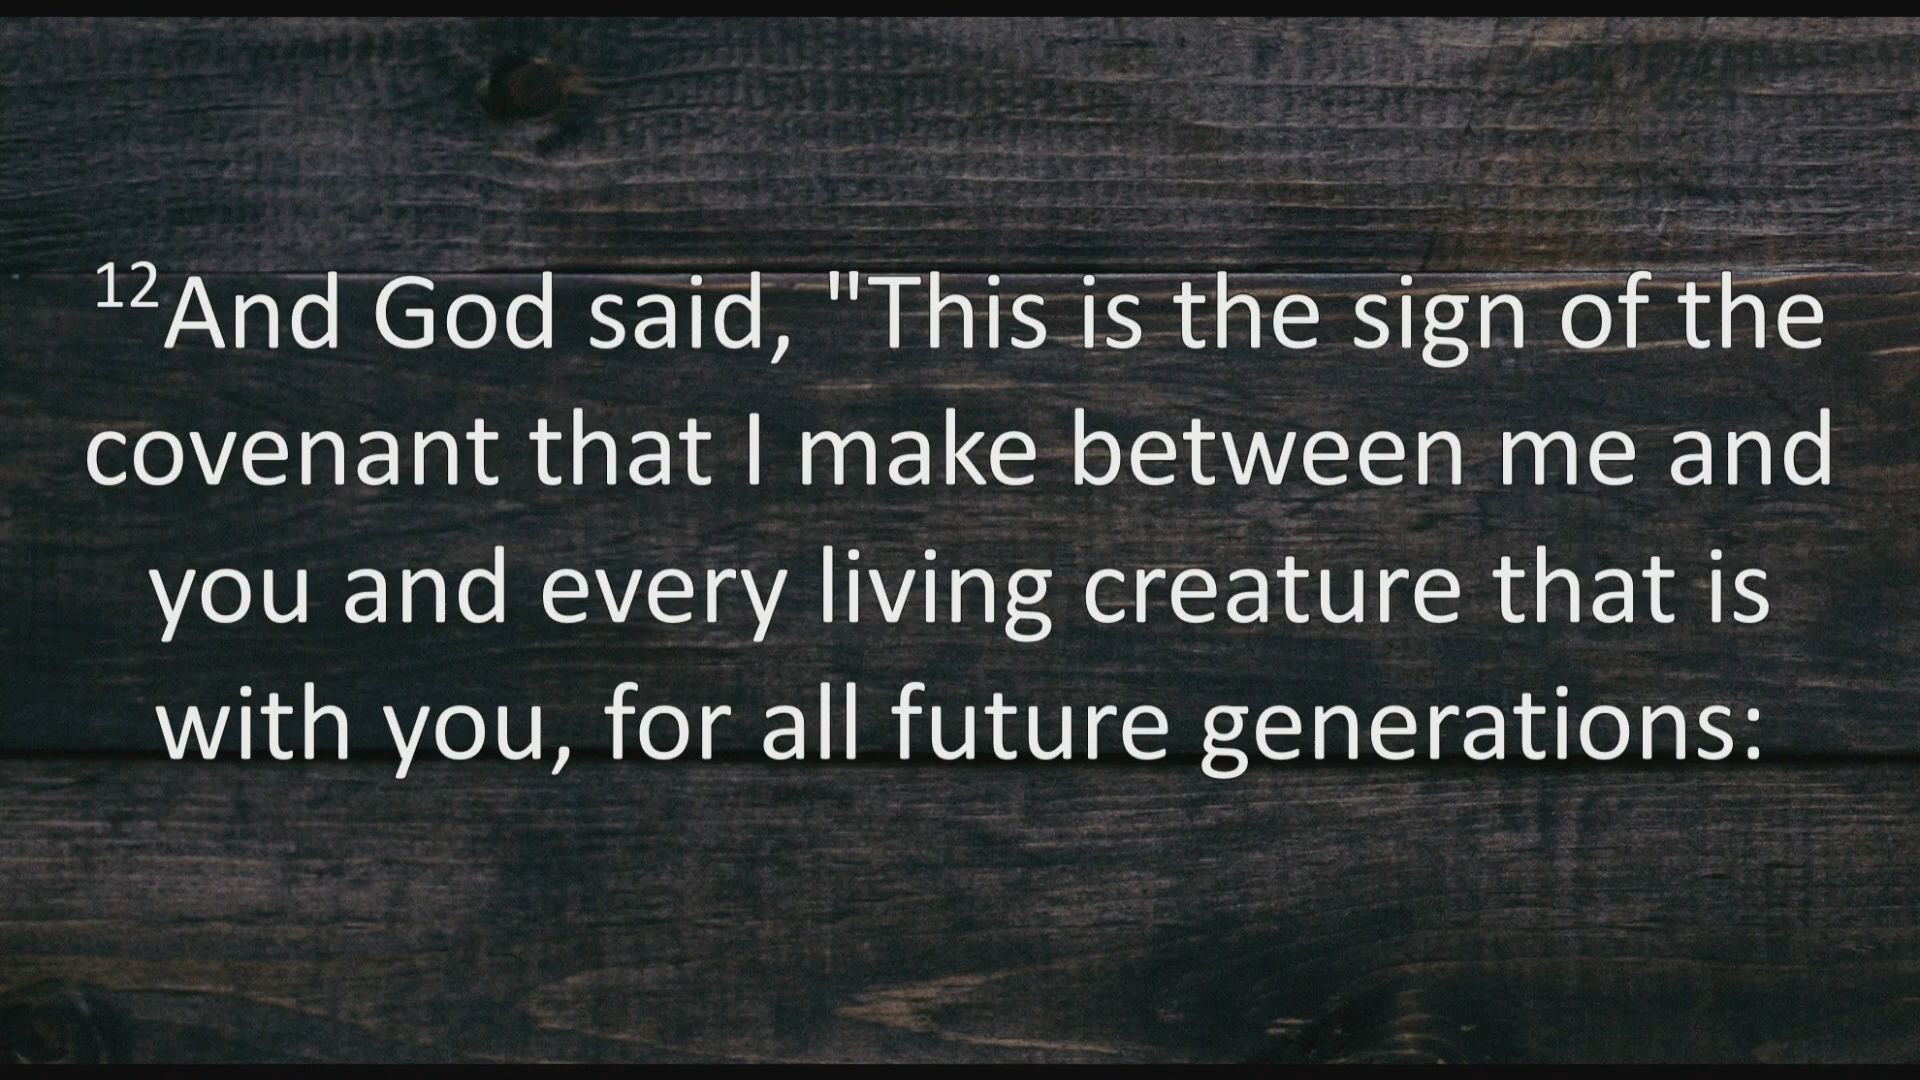 12And God said, "This is the sign of the
covenant that I make between me and
you and every living creature that is
with you, for all future generations: